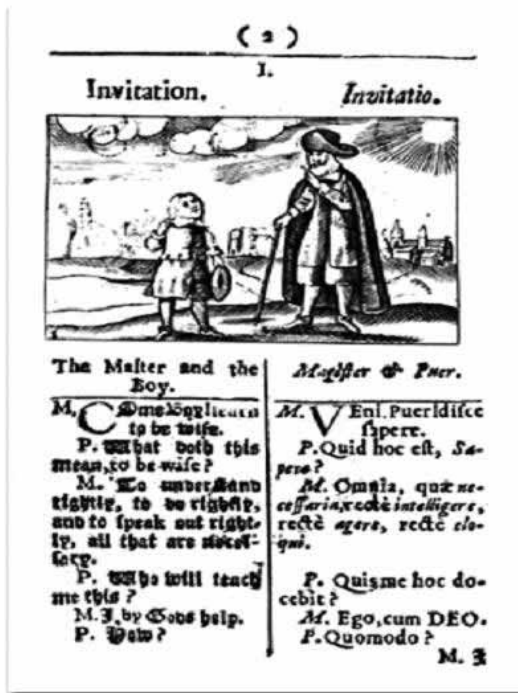 ( 2 )
I.
Invitation. Invitatio.
The Maſter and the
Boy.
M. COme Boy, learn
to be wiſe.
P. What doth this
mean, to be wiſe?
M. To underſtand
rightly, to do rightly,
and to ſpeak out right-
ly, all that are neceſ-
ſary.
P. Who will teach
me this?
M. I, by Gods help.
P. How?
Magiſter & Puer.
M. VEni, Puer! diſce
ſapere.
P. Quid hoc eſt, Sa-
pere?
M. Omnia, quæ ne-
ceſſaria, rectè intelligere,
rectè agere, rectè elo-
qui.
P. Quis me hoc do-
cebit?
M. Ego, cum DEO.
P. Quomodo?
M. I